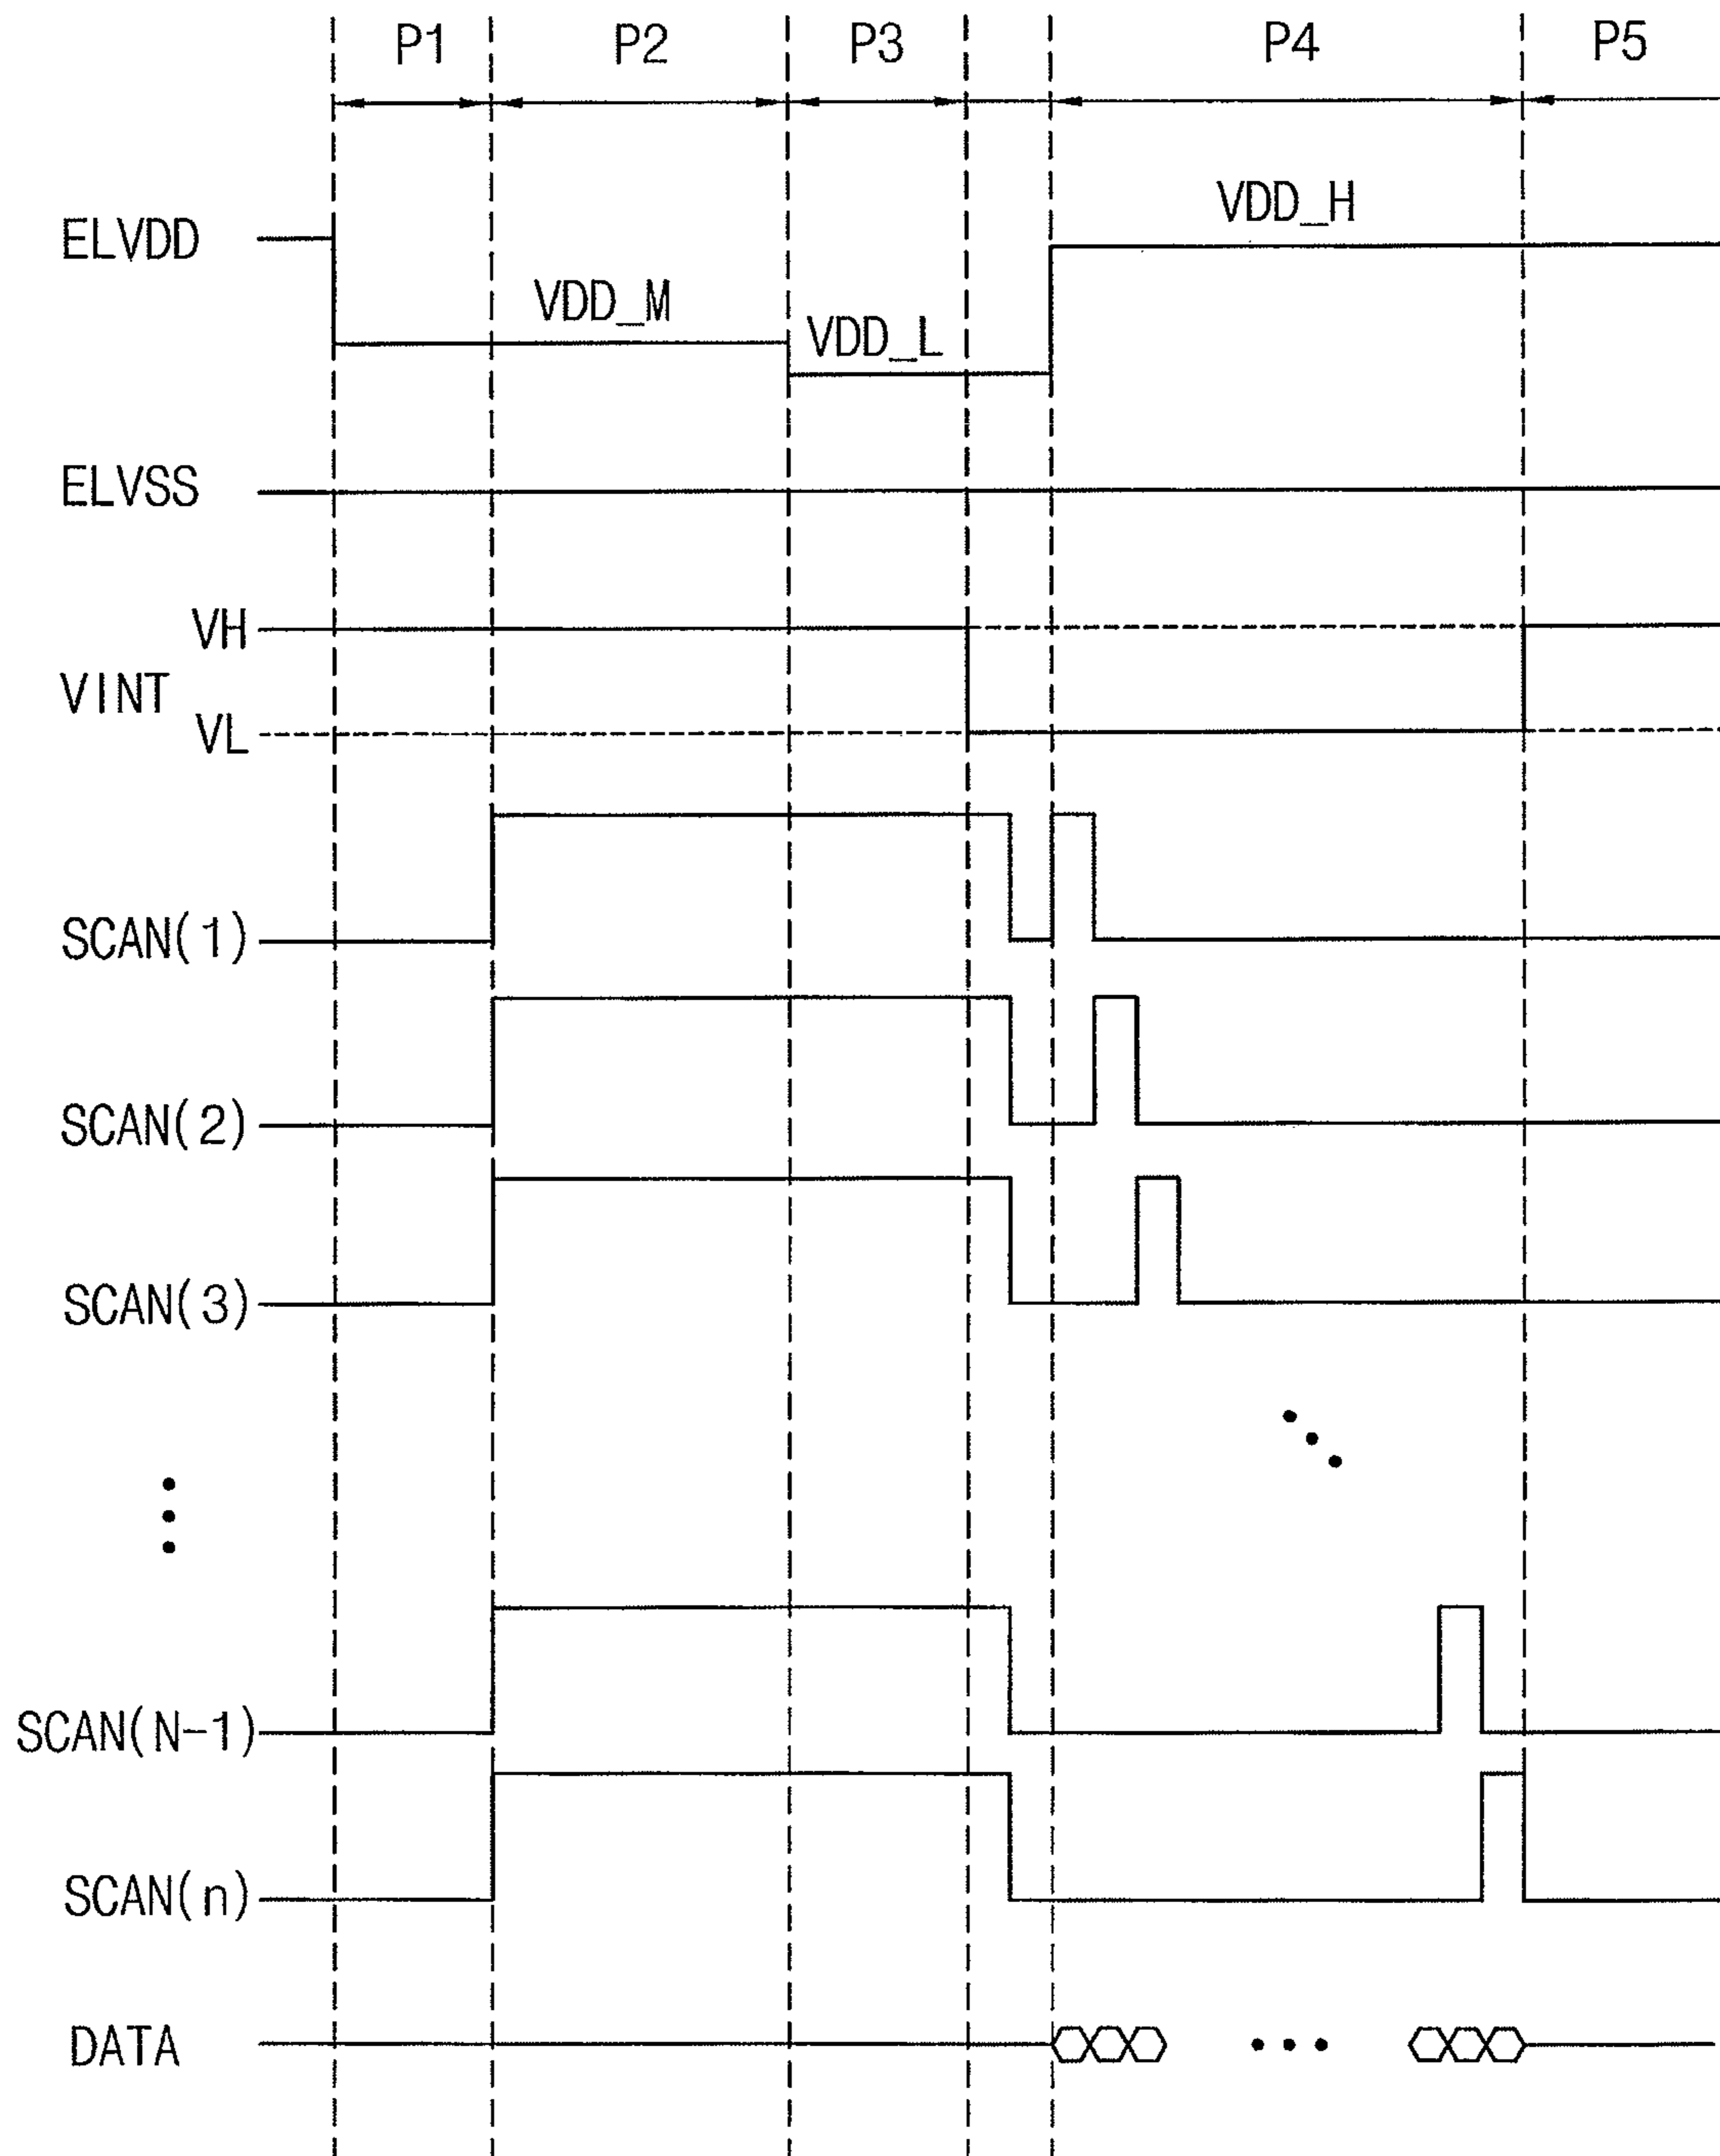 P1 P2 P3 P4 P5
VDD_H
ELVDD
VDD_M
VDD_L
ELVSS
VH
VINT
VL
SCAN(1)
SCAN(2)
SCAN(3)
SCAN(N-1)
SCAN(n)
DATA